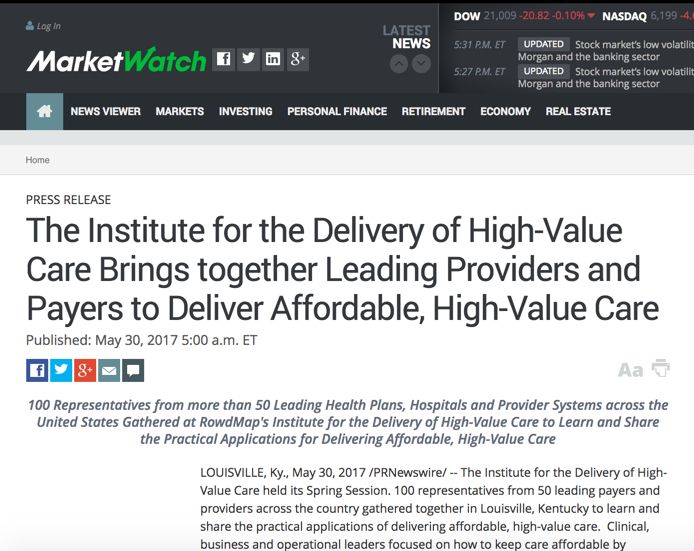 Log In
MarketWatch
LATEST
NEWS
DOW 21,009 -20.82 -0.10% NASDAQ 6,199 -4.
5:31 P.M. ET UPDATED Stock market's low volatilit
Morgan and the banking sector
5:27 P.M. ET UPDATED Stock market's low volatilit
Morgan and the banking sector
NEWS VIEWER MARKETS INVESTING PERSONAL FINANCE RETIREMENT ECONOMY REAL ESTATE
Home
PRESS RELEASE
The Institute for the Delivery of High-Value
Care Brings together Leading Providers and
Payers to Deliver Affordable, High-Value Care
Published: May 30, 2017 5:00 a.m. ET
Aa
100 Representatives from more than 50 Leading Health Plans, Hospitals and Provider Systems across the
United States Gathered at RowdMap's Institute for the Delivery of High-Value Care to Learn and Share
the Practical Applications for Delivering Affordable, High-Value Care
LOUISVILLE, Ky., May 30, 2017 /PRNewswire/ -- The Institute for the Delivery of High-
Value Care held its Spring Session. 100 representatives from 50 leading payers and
providers across the country gathered together in Louisville, Kentucky to learn and
share the practical applications of delivering affordable, high-value care. Clinical,
business and operational leaders focused on how to keep care affordable by